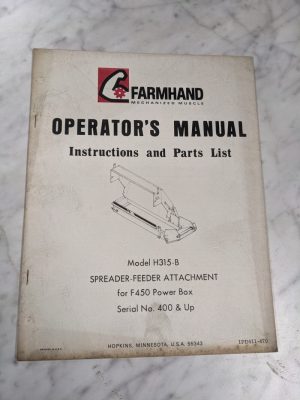 FARMHAND
MECHANIZED MUSCLE
OPERATOR'S MANUAL
Instructions and Parts List
Model H315-B
SPREADER-FEEDER ATTACHMENT
for F450 Power Box
Serial No. 400 & Up
HOPKINS, MINNESOTA, U.S.A. 55343